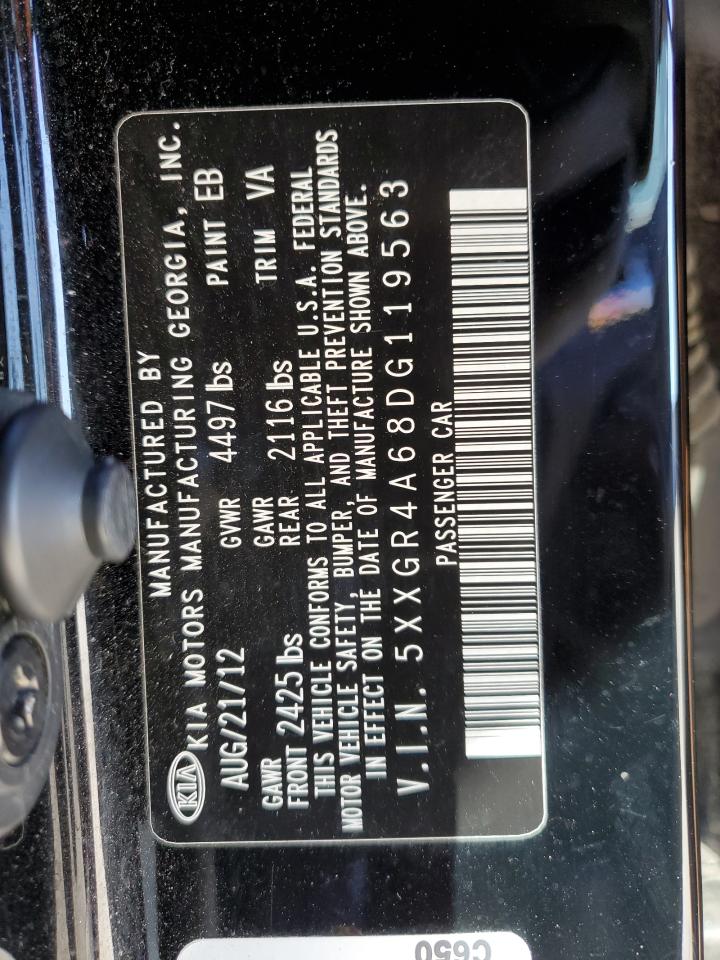 MANUFACTURED BY
KIA KIA MOTORS MANUFACTURING GEORGIA, INC.
AUG/21/12 GVWR 4497 lbs PAINT EB
GAWR FRONT 2425 lbs GAWR REAR 2116 lbs TRIM VA
THIS VEHICLE CONFORMS TO ALL APPLICABLE U.S.A. FEDERAL
MOTOR VEHICLE SAFETY, BUMPER, AND THEFT PREVENTION STANDARDS
IN EFFECT ON THE DATE OF MANUFACTURE SHOWN ABOVE.
V.I.N. 5XXGR4A68DG119563
PASSENGER CAR
C650